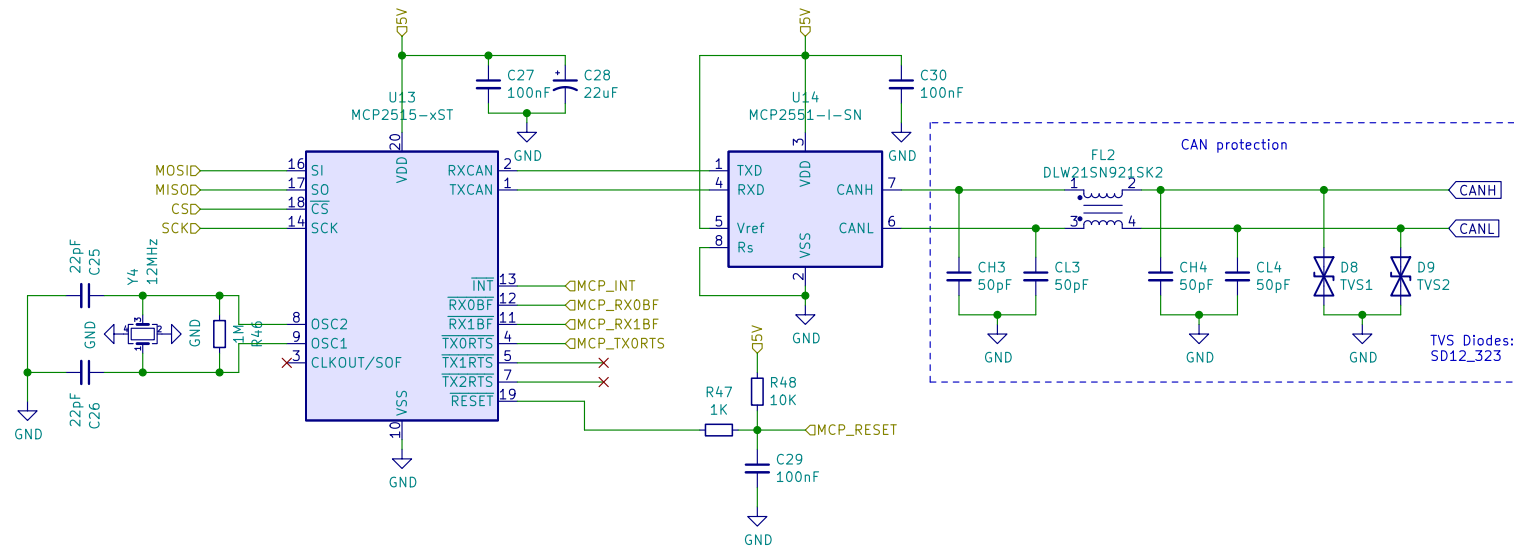 5V
5V
C27
100nF
C28
22uF
C30
100nF
U13
MCP2515-xST
U14
MCP2551-I-SN
GND
GND
CAN protection
FL2
DLW21SN921SK2
20
VDD
3
VDD
MOSI
16
SI
RXCAN
2
1
TXD
MISO
17
SO
TXCAN
1
4
RXD
CANH
7
1
2
CANH
CS
18
CS
SCK
14
SCK
5
Vref
CANL
6
3
4
CANL
8
Rs
VSS
2
22pF
C25
Y4
12MHz
INT
13
MCP_INT
RX0BF
12
MCP_RX0BF
RX1BF
11
MCP_RX1BF
TX0RTS
4
MCP_TX0RTS
TX1RTS
5
TX2RTS
7
RESET
19
CH3
50pF
CL3
50pF
CH4
50pF
CL4
50pF
D8
TVS1
D9
TVS2
GND
4
3
2
1
GND
1M
R46
8
OSC2
9
OSC1
3
CLKOUT/SOF
GND
5V
GND
GND
GND
TVS Diodes:
SD12_323
22pF
C26
GND
VSS
10
GND
R47
1K
R48
10K
MCP_RESET
C29
100nF
GND